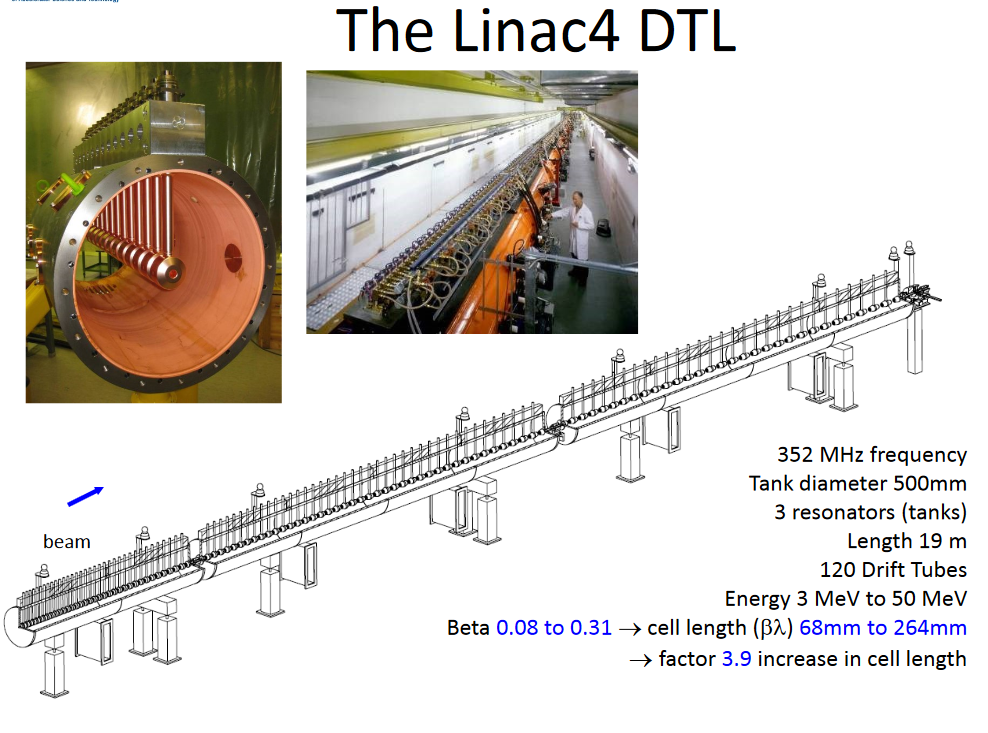 The Linac4 DTL
beam
352 MHz frequency
Tank diameter 500mm
3 resonators (tanks)
Length 19 m
120 Drift Tubes
Energy 3 MeV to 50 MeV
Beta 0.08 to 0.31 → cell length (βλ) 68mm to 264mm
→ factor 3.9 increase in cell length